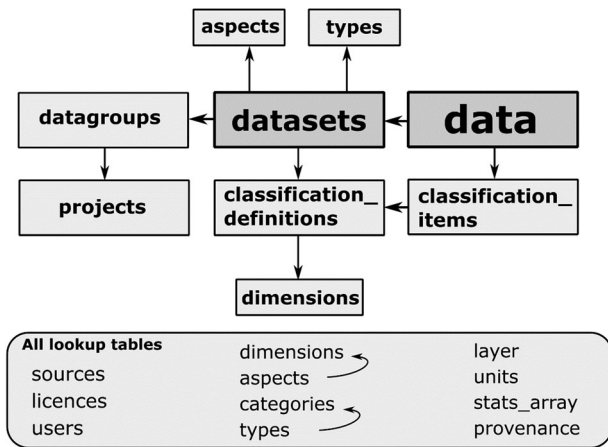 aspects
types
datagroups
datasets
data
projects
classification_
definitions
classification_
items
dimensions
All lookup tables
sources
licences
users
dimensions
aspects
categories
types
layer
units
stats_array
provenance